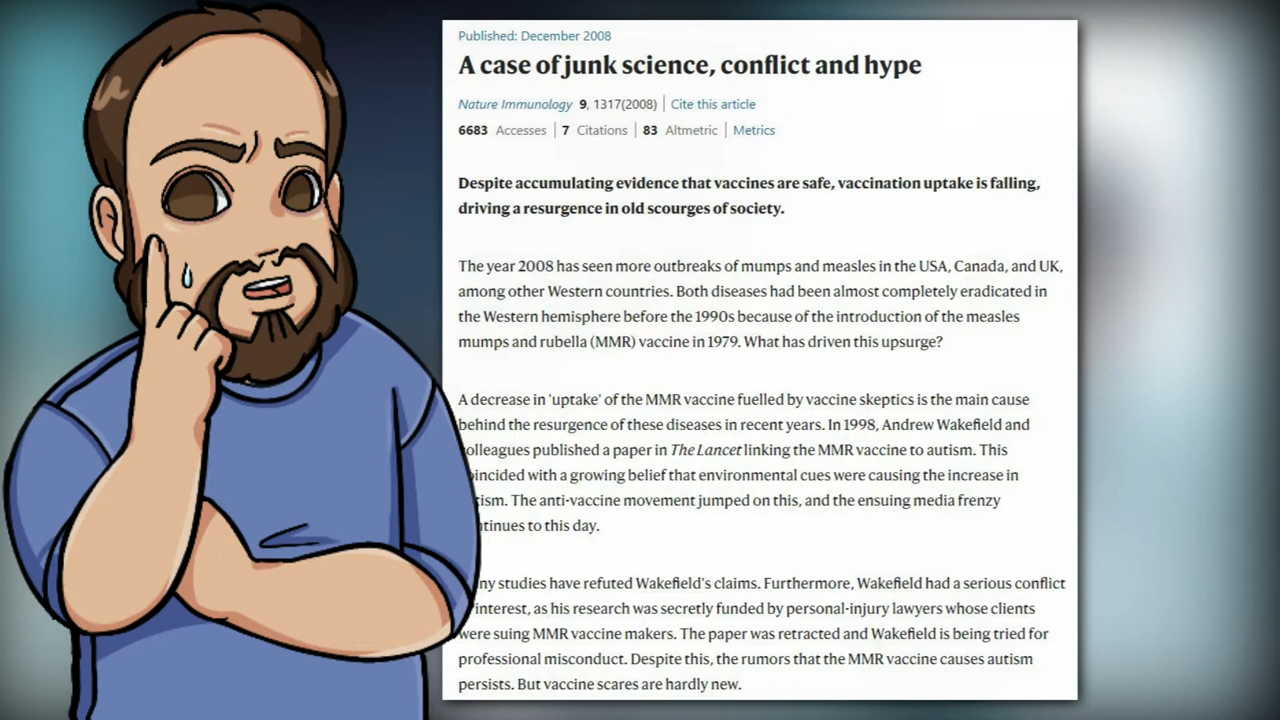 Published: December 2008
A case of junk science, conflict and hype
Nature Immunology 9, 1317(2008) | Cite this article
6683 Accesses | 7 Citations | 83 Altmetric | Metrics
Despite accumulating evidence that vaccines are safe, vaccination uptake is falling,
driving a resurgence in old scourges of society.
The year 2008 has seen more outbreaks of mumps and measles in the USA, Canada, and UK,
among other Western countries. Both diseases had been almost completely eradicated in
the Western hemisphere before the 1990s because of the introduction of the measles
mumps and rubella (MMR) vaccine in 1979. What has driven this upsurge?
A decrease in 'uptake' of the MMR vaccine fuelled by vaccine skeptics is the main cause
behind the resurgence of these diseases in recent years. In 1998, Andrew Wakefield and
colleagues published a paper in The Lancet linking the MMR vaccine to autism. This
coincided with a growing belief that environmental cues were causing the increase in
The anti-vaccine movement jumped on this, and the ensuing media frenzy
to this day.
studies have refuted Wakefield's claims. Furthermore, Wakefield had a serious conflict
interest, as his research was secretly funded by personal-injury lawyers whose clients
were suing MMR vaccine makers. The paper was retracted and Wakefield is being tried for
professional misconduct. Despite this, the rumors that the MMR vaccine causes autism
persists. But vaccine scares are hardly new.